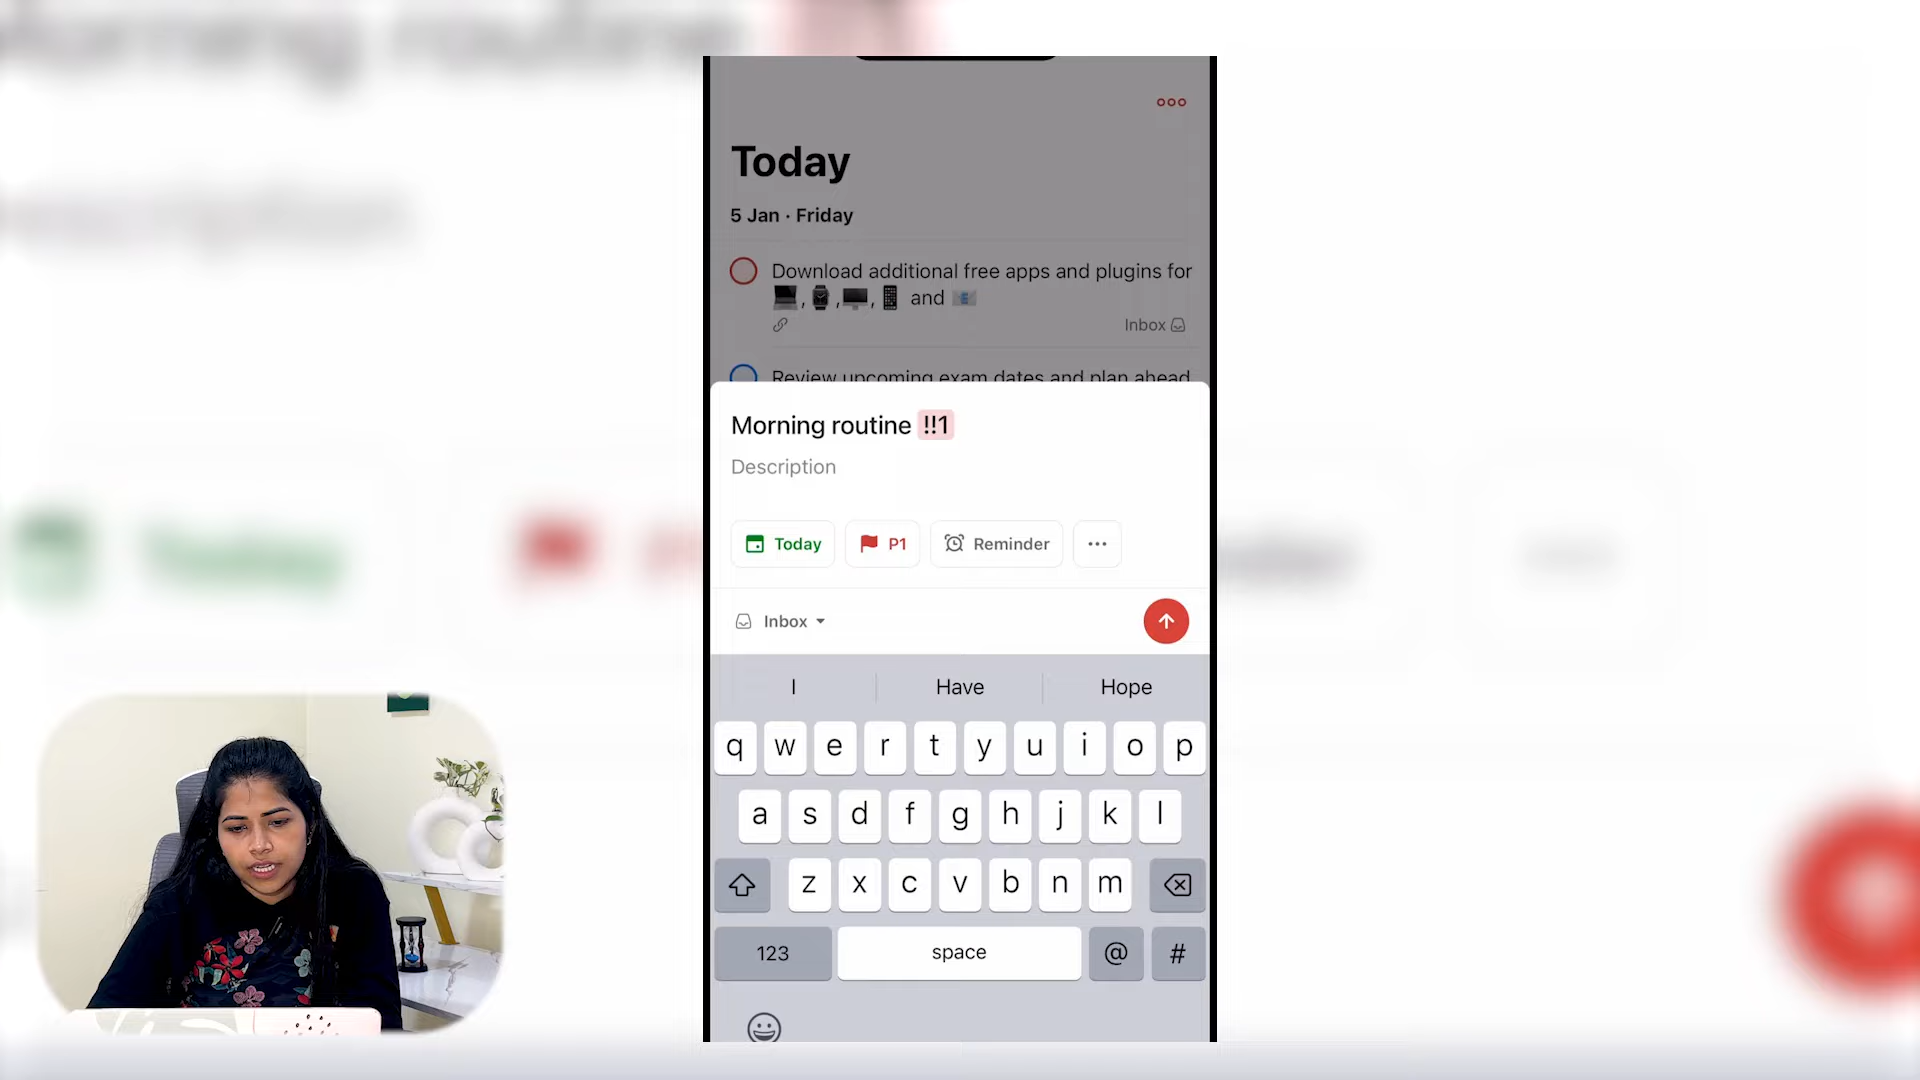 Today
5 Jan · Friday
Download additional free apps and plugins for
💻,⌚,🖥,📱 and 📧
Inbox
Review upcoming exam dates and plan ahead
Morning routine !!1
Description
Today P1 Reminder ...
Inbox
I Have Hope
q w e r t y u i o p
a s d f g h j k l
z x c v b n m
123 space @ #